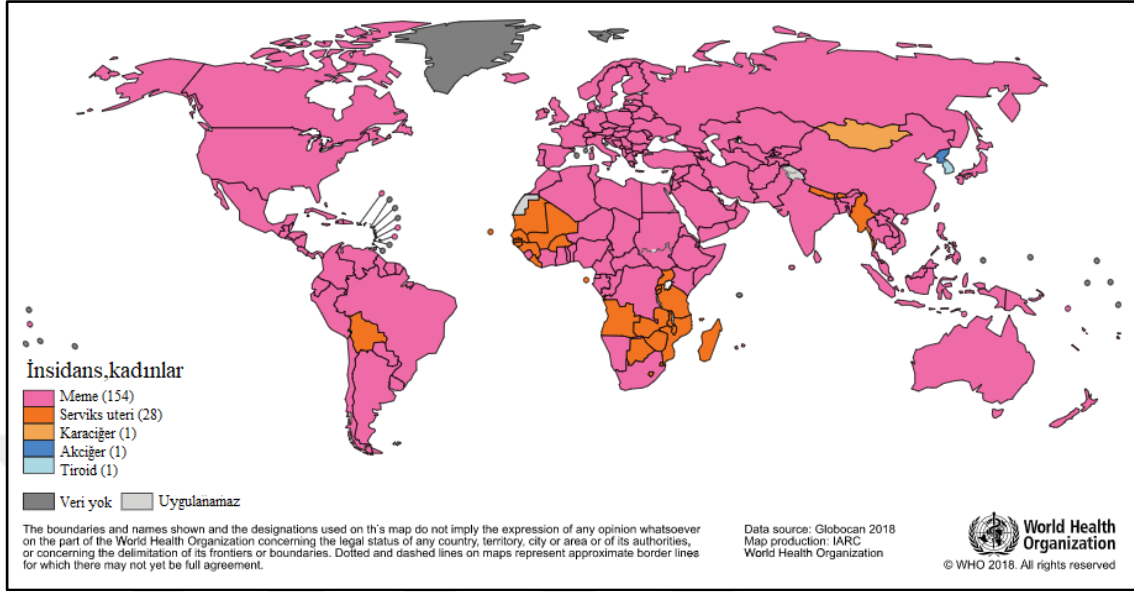 İnsidans,kadınlar
Meme (154)
Serviks uteri (28)
Karaciğer (1)
Akciğer (1)
Tiroid (1)
Veri yok
Uygulanamaz
The boundaries and names shown and the designations used on th's map do not imply the expression of any opinion whatsoever
on the part of the World Health Organization concerning the legal status of any country, territory, city or area or of its authorities,
or concerning the delimitation of its frontiers or boundaries. Dotted and dashed lines on maps represent approximate border lines
for which there may not yet be full agreement.
Data source: Globocan 2018
Map production: IARC
World Health Organization
World Health
Organization
© WHO 2018. All rights reserved